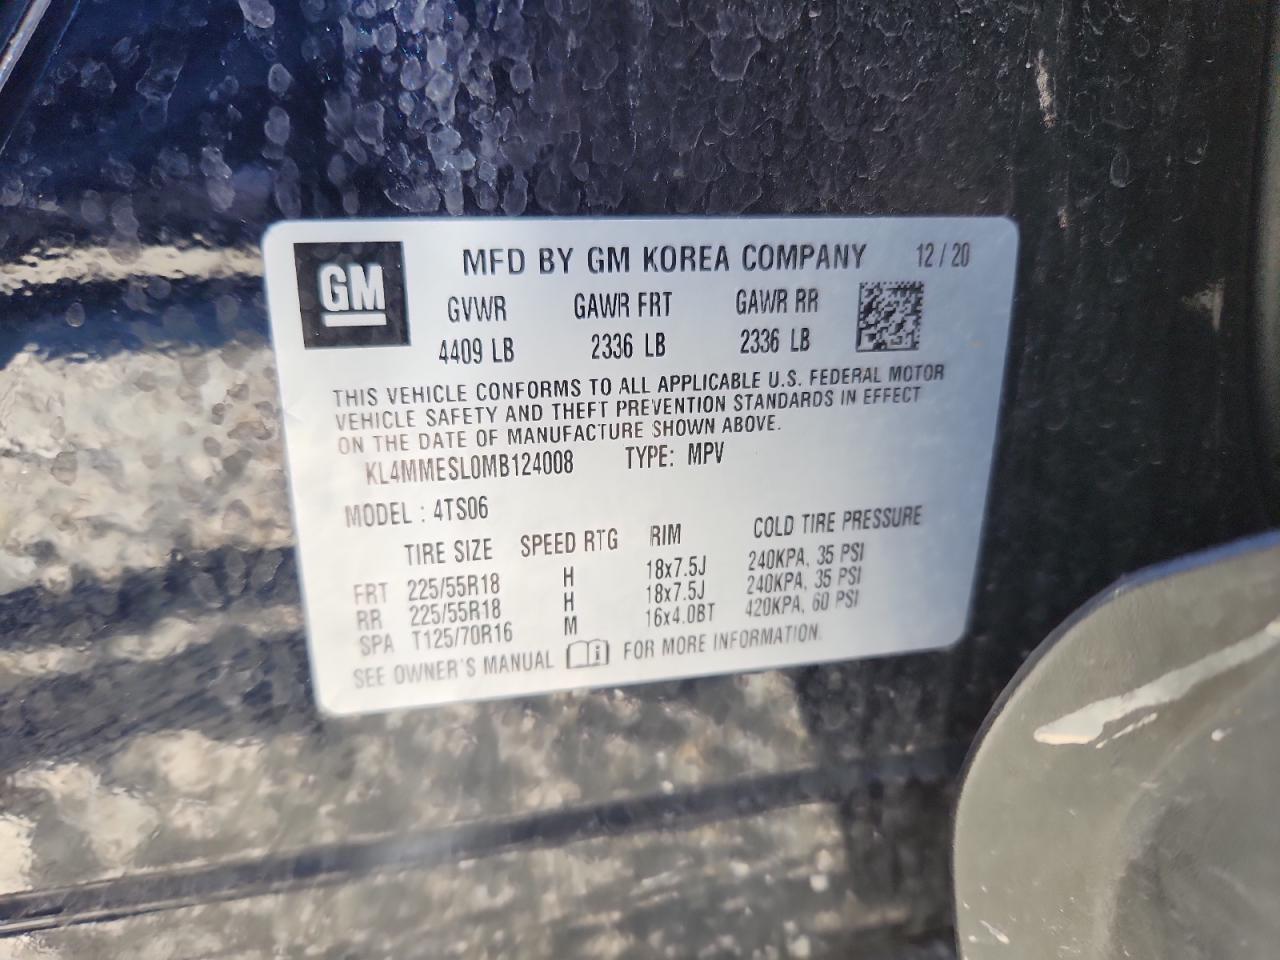 GM
MFD BY GM KOREA COMPANY 12 / 20
GVWR GAWR FRT GAWR RR
4409 LB 2336 LB 2336 LB
THIS VEHICLE CONFORMS TO ALL APPLICABLE U.S. FEDERAL MOTOR
VEHICLE SAFETY AND THEFT PREVENTION STANDARDS IN EFFECT
ON THE DATE OF MANUFACTURE SHOWN ABOVE.
KL4MMESL0MB124008 TYPE: MPV
MODEL : 4TS06
TIRE SIZE SPEED RTG RIM COLD TIRE PRESSURE
FRT 225/55R18 H 18x7.5J 240KPA, 35 PSI
RR 225/55R18 H 18x7.5J 240KPA, 35 PSI
SPA T125/70R16 M 16x4.0BT 420KPA, 60 PSI
SEE OWNER'S MANUAL i FOR MORE INFORMATION.